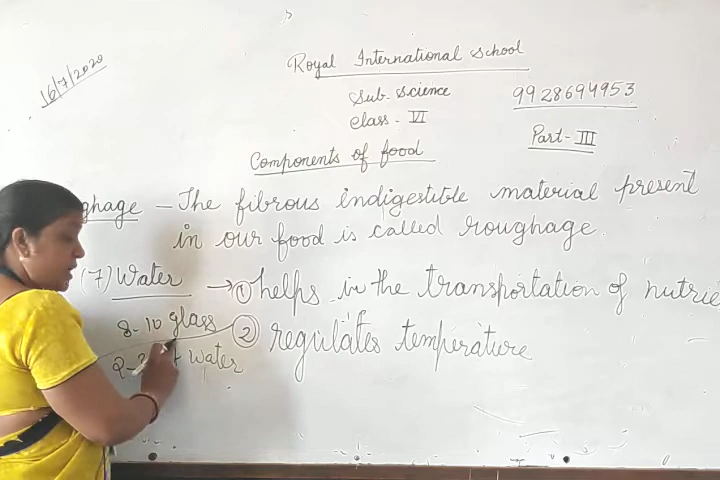 16/7/2020
Royal International School
Sub- Science
9928694953
Class - VI
Part- III
Components of food
ghage - The fibrous indigestible material present
in our food is called roughage.
(7) Water → ① helps in the transportation of nutrie
8-10 glass
② regulates temperature
2- Water